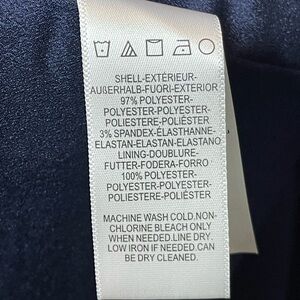 SHELL-EXTÉRIEUR-
AUßERHALB-FUORI-EXTERIOR
97% POLYESTER-
POLYESTER-POLYESTER-
POLIESTERE-POLIÉSTER
3% SPANDEX-ÉLASTHANNE-
ELASTAN-ELASTAN-ELASTANO
LINING-DOUBLURE.
FUTTER-FODERA-FORRO
100% POLYESTER-
POLYESTER-POLYESTER-
POLIESTERE-POLIÉSTER
MACHINE WASH COLD.NON-
CHLORINE BLEACH ONLY
WHEN NEEDED.LINE DRY.
LOW IRON IF NEEDED.CAN
BE DRY CLEANED.